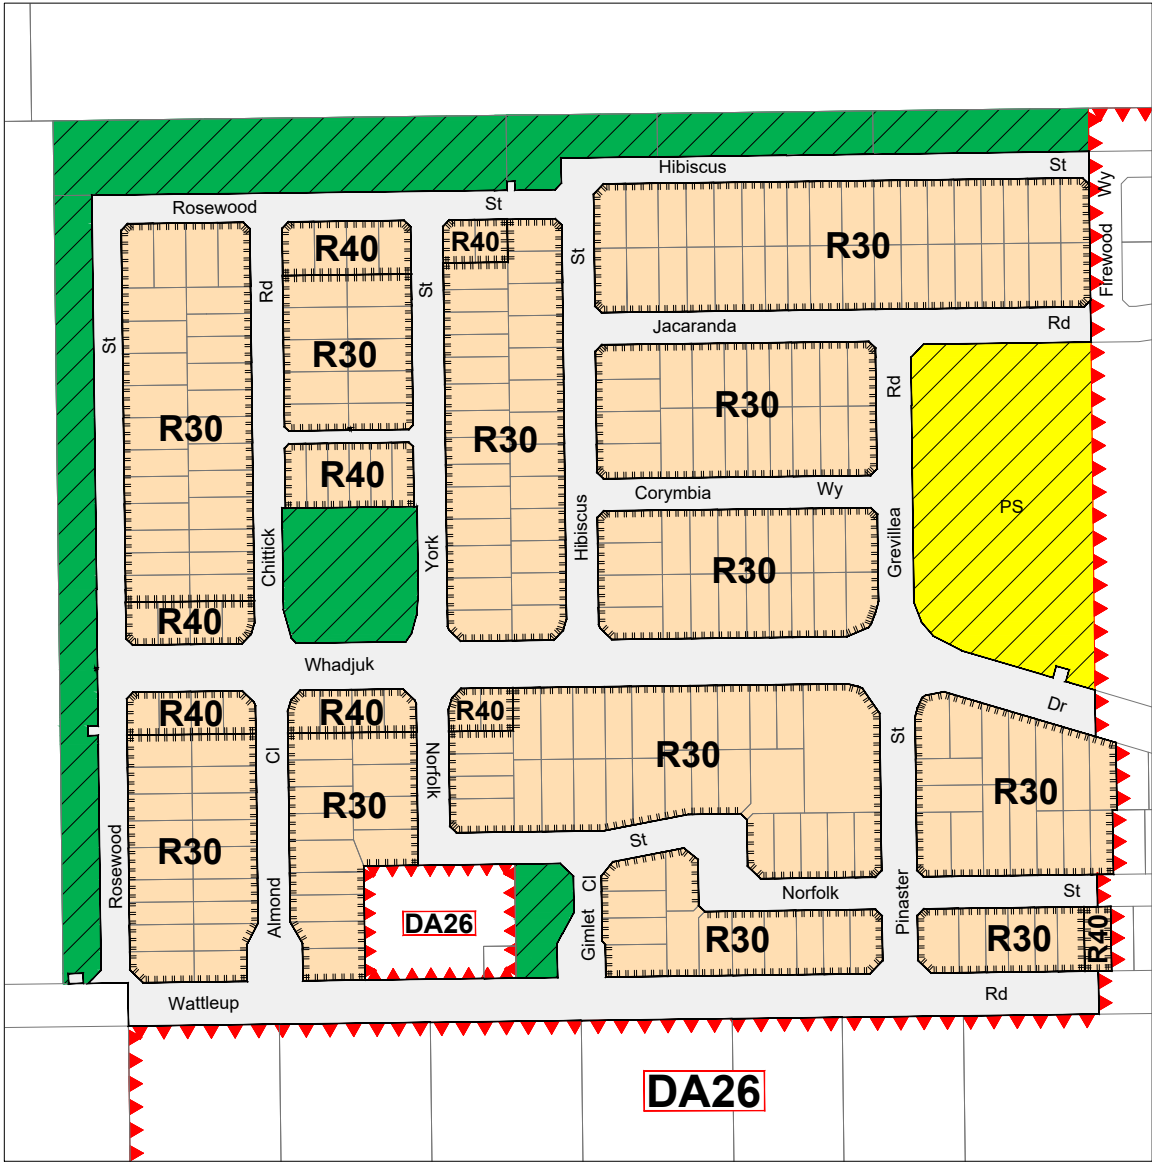 Hibiscus St
Rosewood St
Wy
Firewood
R40
R40
R30
St
Rd
St
St
Jacaranda Rd
R30
R30
Rd
R30
R30
R40
Corymbia Wy
PS
Chittick
York
Hibiscus
Grevillea
R30
R40
Whadjuk Dr
R40
R40
R40
R30
St
Cl
Norfolk
R30
R30
R30
St
Rosewood
Almond
Gimlet Cl
Norfolk St
Pinaster
DA26
R30
R30
R40
Wattleup Rd
DA26